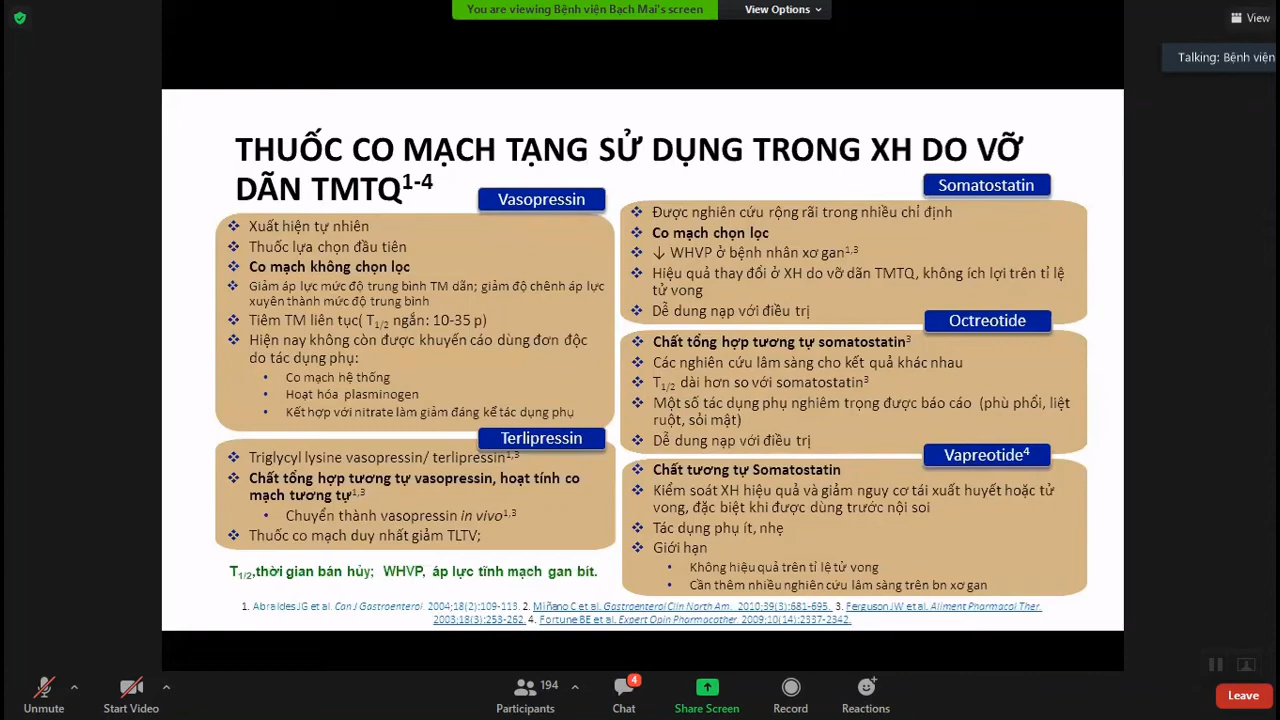 You are viewing Bệnh viện Bạch Mai's screen
View Options
View
Talking: Bệnh viện
THUỐC CO MẠCH TẠNG SỬ DỤNG TRONG XH DO VỠ
DÃN TMTQ1-4
Vasopressin
Xuất hiện tự nhiên
Thuốc lựa chọn đầu tiên
Co mạch không chọn lọc
Giảm áp lực mức độ trung bình TM dãn; giảm độ chênh áp lực
xuyên thành mức độ trung bình
Tiêm TM liên tục( T1/2 ngắn: 10-35 p)
Hiện nay không còn được khuyến cáo dùng đơn độc
do tác dụng phụ:
Co mạch hệ thống
Hoạt hóa plasminogen
Kết hợp với nitrate làm giảm đáng kể tác dụng phụ
Terlipressin
Triglycyl lysine vasopressin/ terlipressin1,3
Chất tổng hợp tương tự vasopressin, hoạt tính co
mạch tương tự1,3
Chuyển thành vasopressin in vivo1,3
Thuốc co mạch duy nhất giảm TLTV;
Somatostatin
Được nghiên cứu rộng rãi trong nhiều chỉ định
Co mạch chọn lọc
↓ WHVP ở bệnh nhân xơ gan1,3
Hiệu quả thay đổi ở XH do vỡ dãn TMTQ, không ích lợi trên tỉ lệ
tử vong
Dễ dung nạp với điều trị
Octreotide
Chất tổng hợp tương tự somatostatin3
Các nghiên cứu lâm sàng cho kết quả khác nhau
T1/2 dài hơn so với somatostatin3
Một số tác dụng phụ nghiêm trọng được báo cáo (phù phổi, liệt
ruột, sỏi mật)
Dễ dung nạp với điều trị
Vapreotide4
Chất tương tự Somatostatin
Kiểm soát XH hiệu quả và giảm nguy cơ tái xuất huyết hoặc tử
vong, đặc biệt khi được dùng trước nội soi
Tác dụng phụ ít, nhẹ
Giới hạn
Không hiệu quả trên tỉ lệ tử vong
Cần thêm nhiều nghiên cứu lâm sàng trên bn xơ gan
T1/2,thời gian bán hủy; WHVP, áp lực tĩnh mạch gan bít.
1. Abraldes JG et al. Can J Gastroenterol. 2004;18(2):109-113. 2. Miñano C et al. Gastroenterol Clin North Am. 2010;39(3):681-695. 3. Ferguson JW et al. Aliment Pharmacol Ther.
2003;18(3):253-262. 4. Fortune BE et al. Expert Opin Pharmacother. 2009;10(14):2337-2342.
Unmute
Start Video
194
Participants
4
Chat
Share Screen
Record
Reactions
Leave